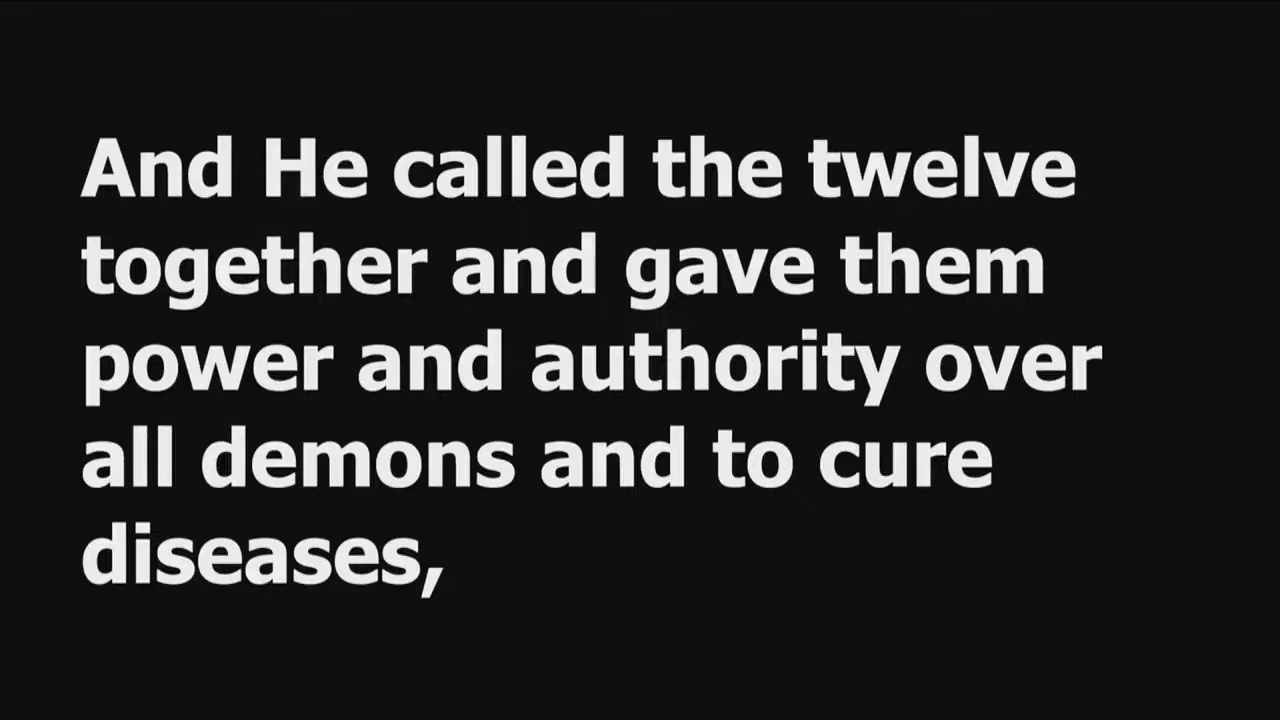 And He called the twelve
together and gave them
power and authority over
all demons and to cure
diseases,